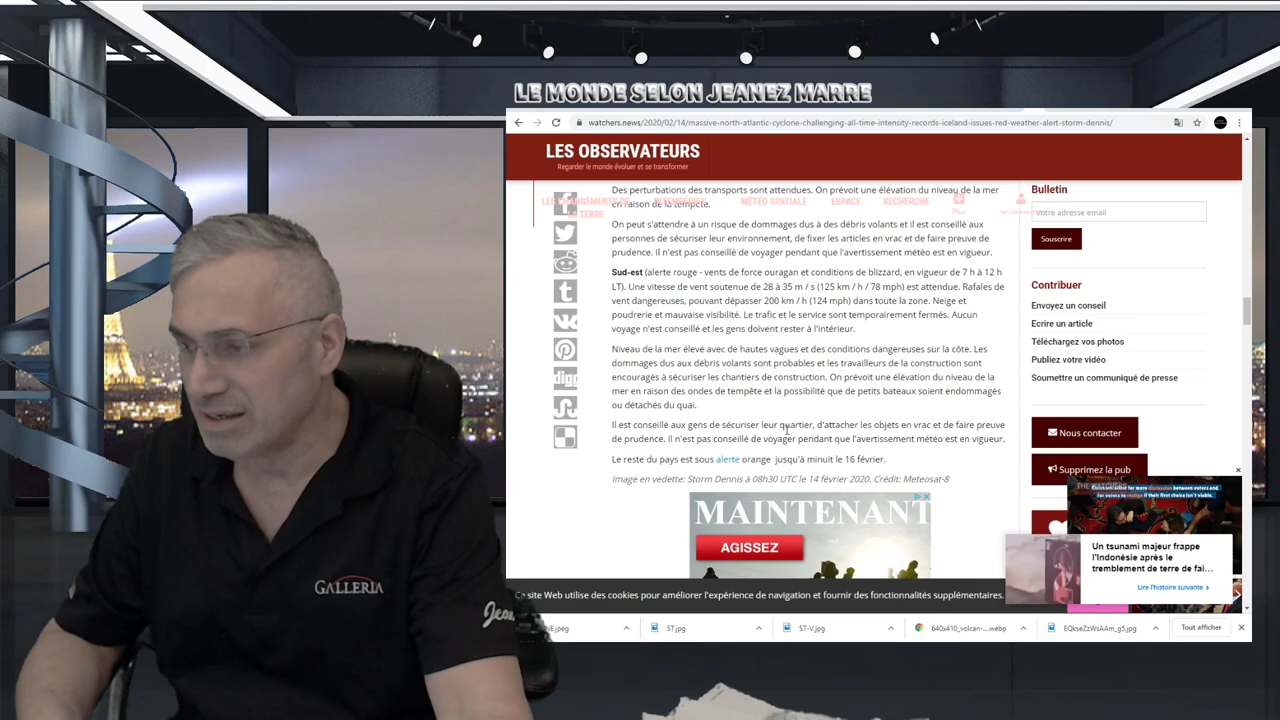 LE MONDE SELON JEANEZ MARRE
watchers.news/2020/02/14/massive-north-atlantic-cyclone-challenging-all-time-intensity-records-iceland-issues-red-weather-alert-storm-dennis/
LES OBSERVATEURS
Regarder le monde évoluer et se transformer
MÉTÉO SPATIALE
ESPACE
RECHERCHE
Plus
Des perturbations des transports sont attendues. On prévoit une élévation du niveau de la mer
en raison de la tempête.
On peut s'attendre à un risque de dommages dus à des débris volants et il est conseillé aux
personnes de sécuriser leur environnement, de fixer les articles en vrac et de faire preuve de
prudence. Il n'est pas conseillé de voyager pendant que l'avertissement météo est en vigueur.
Sud-est (alerte rouge - vents de force ouragan et conditions de blizzard, en vigueur de 7 h à 12 h
LT). Une vitesse de vent soutenue de 28 à 35 m / s (125 km / h / 78 mph) est attendue. Rafales de
vent dangereuses, pouvant dépasser 200 km / h (124 mph) dans toute la zone. Neige et
poudrerie et mauvaise visibilité. Le trafic et le service sont temporairement fermés. Aucun
voyage n'est conseillé et les gens doivent rester à l'intérieur.
Niveau de la mer élevé avec de hautes vagues et des conditions dangereuses sur la côte. Les
dommages dus aux débris volants sont probables et les travailleurs de la construction sont
encouragés à sécuriser les chantiers de construction. On prévoit une élévation du niveau de la
mer en raison des ondes de tempête et la possibilité que de petits bateaux soient endommagés
ou détachés du quai.
Il est conseillé aux gens de sécuriser leur quartier, d'attacher les objets en vrac et de faire preuve
de prudence. Il n'est pas conseillé de voyager pendant que l'avertissement météo est en vigueur.
Le reste du pays est sous alerte orange jusqu'à minuit le 16 février.
Image en vedette: Storm Dennis à 08h30 UTC le 14 février 2020. Crédit: Meteosat-8
MAINTENANT
AGISSEZ
digg
Bulletin
Votre adresse email
Souscrire
Contribuer
Envoyez un conseil
Ecrire un article
Téléchargez vos photos
Publiez votre vidéo
Soumettre un communiqué de presse
Nous contacter
Supprimez la pub
Un tsunami majeur frappe
l'Indonésie après le
tremblement de terre de fai...
Lire l'histoire suivante
Ce site Web utilise des cookies pour améliorer l'expérience de navigation et fournir des fonctionnalités supplémentaires.
NE.jpeg
ST.jpg
ST-V.jpg
640x410_volcan-....webp
EQkseZzWsAAm_g5.jpg
Tout afficher
GALLERIA